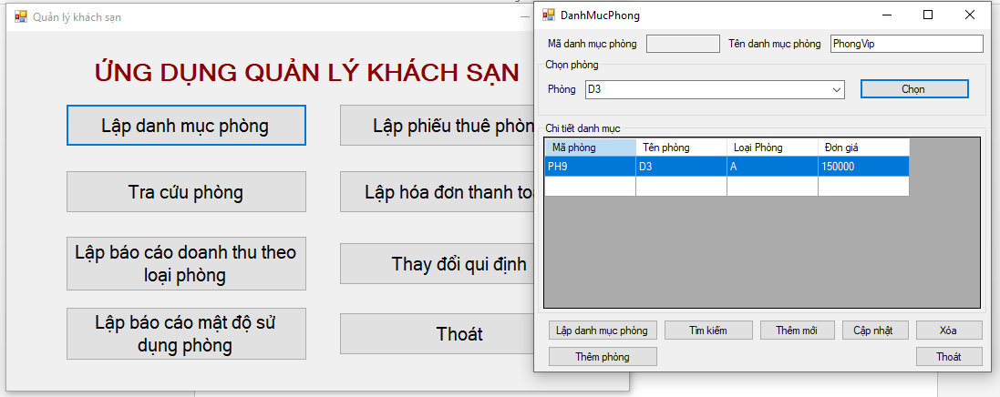 Quản lý khách sạn
ỨNG DỤNG QUẢN LÝ KHÁCH SẠN
Lập danh mục phòng
Lập phiếu thuê phòn
Tra cứu phòng
Lập hóa đơn thanh to
Lập báo cáo doanh thu theo
loại phòng
Thay đổi qui định
Lập báo cáo mật độ sử
dụng phòng
Thoát
DanhMucPhong
Mã danh mục phòng
Tên danh mục phòng PhongVip
Chọn phòng
Phòng D3 Chọn
Chi tiết danh mục
Mã phòng Tên phòng Loại Phòng Đơn giá
PH9 D3 A 150000
Lập danh mục phòng Tìm kiếm Thêm mới Cập nhật Xóa
Thêm phòng Thoát